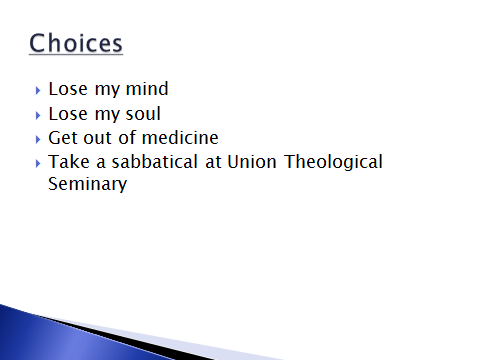 Choices
Lose my mind
Lose my soul
Get out of medicine
Take a sabbatical at Union Theological
Seminary